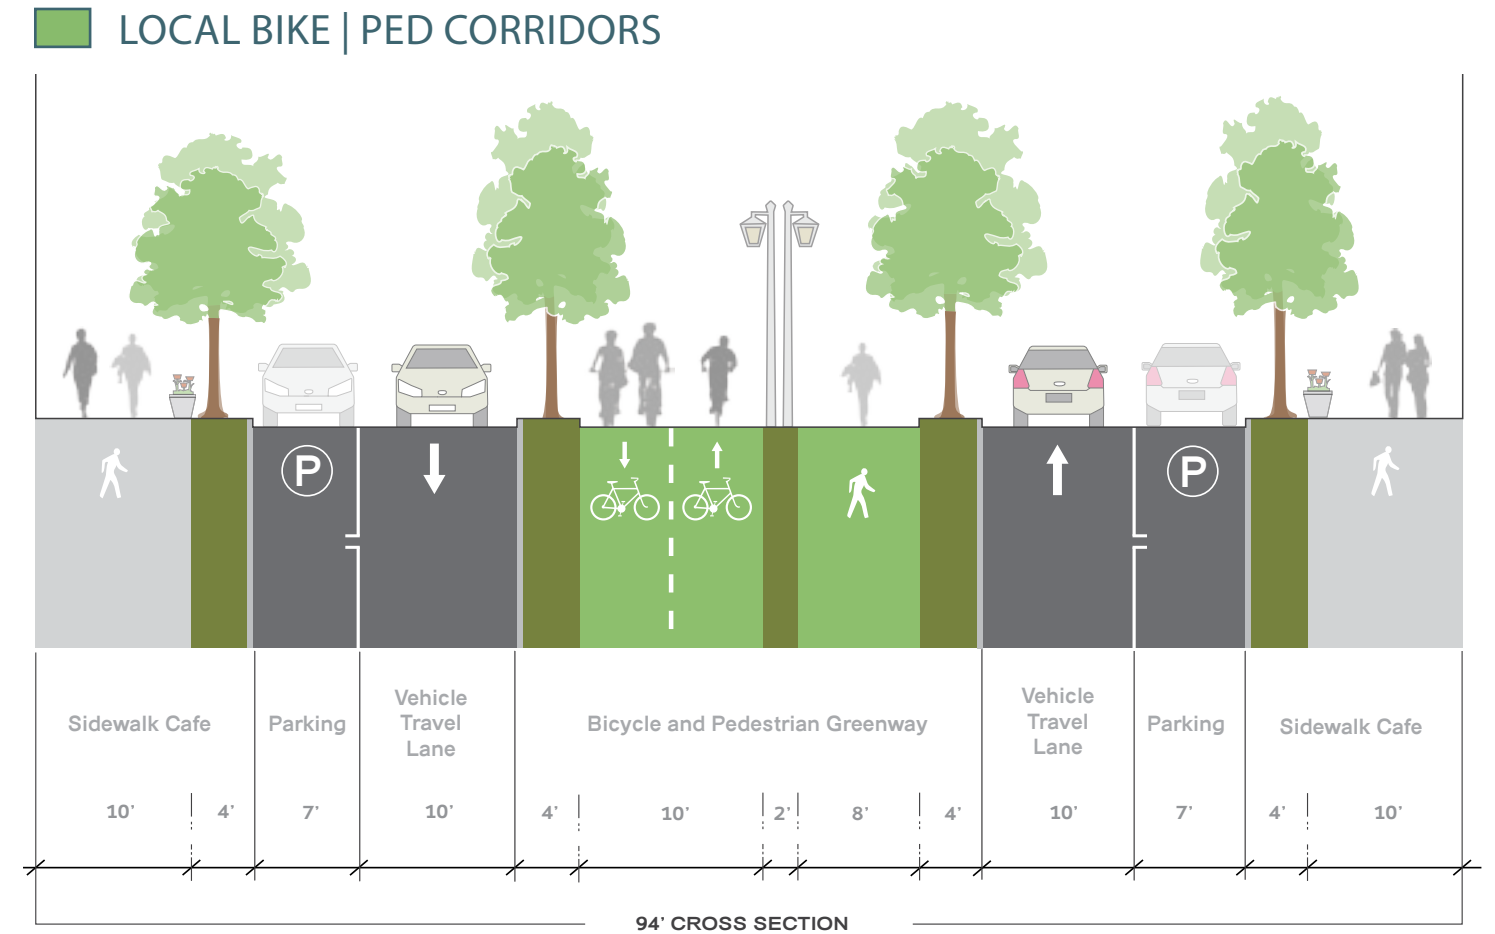 LOCAL BIKE | PED CORRIDORS
P
P
Sidewalk Cafe
Parking
Vehicle
Travel
Lane
Bicycle and Pedestrian Greenway
Vehicle
Travel
Lane
Parking
Sidewalk Cafe
10’ 4’ 7’ 10’ 4’ 10’ 2’ 8’ 4’ 10’ 7’ 4’ 10’
94’ CROSS SECTION